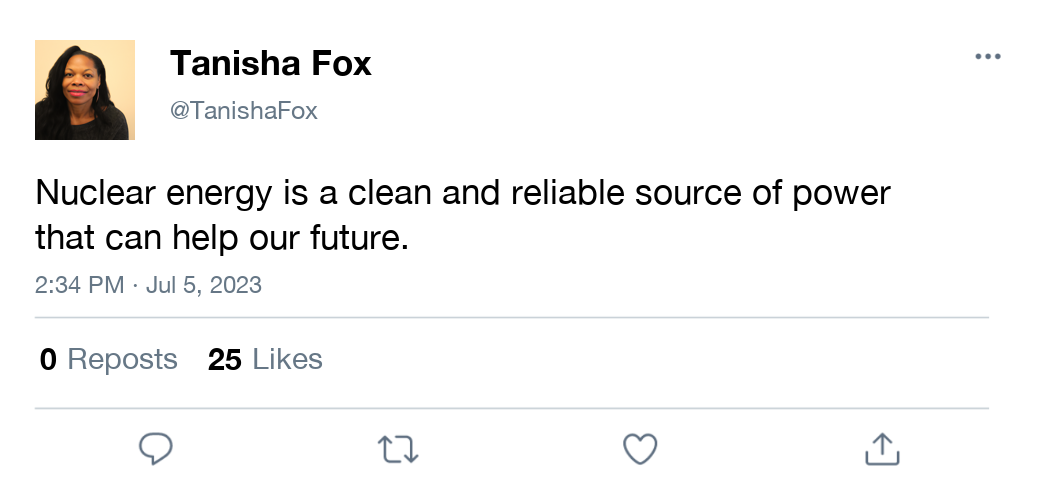 Tanisha Fox
@TanishaFox
Nuclear energy is a clean and reliable source of power
that can help our future.
2:34 PM · Jul 5, 2023
0 Reposts 25 Likes